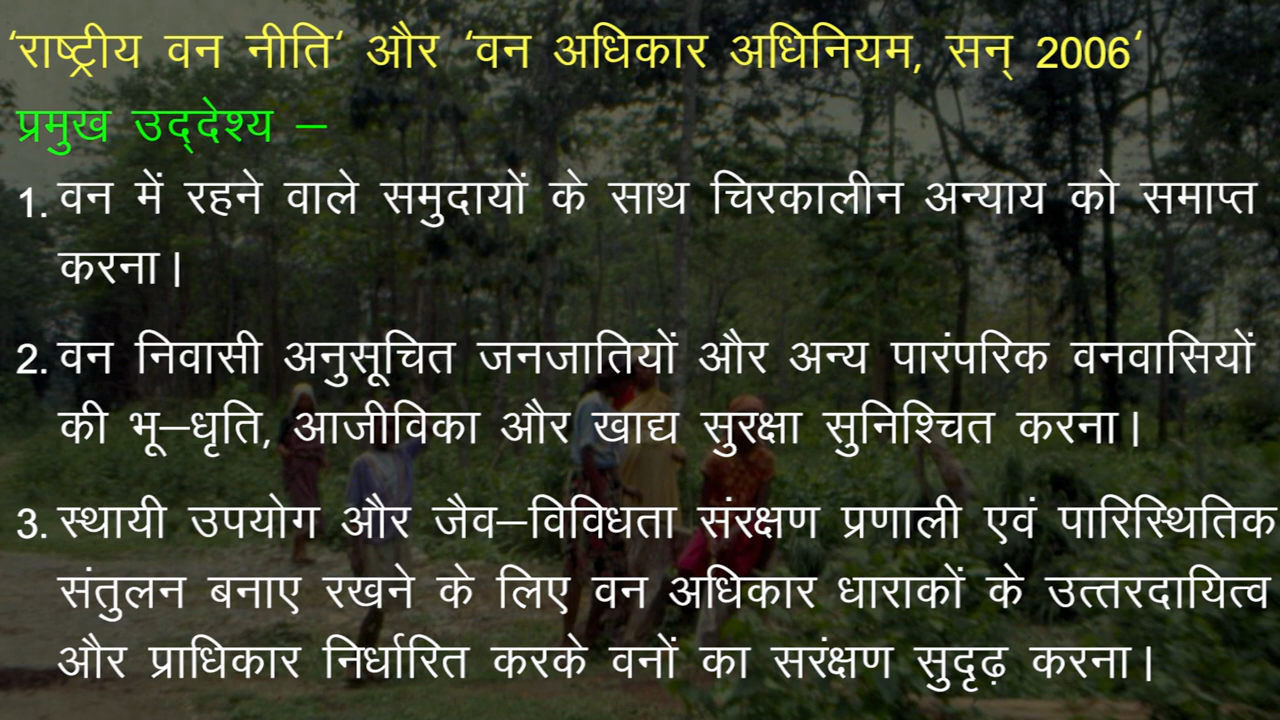 ‘राष्ट्रीय वन नीति‘ और ‘वन अधिकार अधिनियम, सन् 2006‘
प्रमुख उद्देश्य –
1. वन में रहने वाले समुदायों के साथ चिरकालीन अन्याय को समाप्त
करना।
2. वन निवासी अनुसूचित जनजातियों और अन्य पारंपरिक वनवासियों
की भू–धृति, आजीविका और खाद्य सुरक्षा सुनिश्चित करना।
3. स्थायी उपयोग और जैव–विविधता संरक्षण प्रणाली एवं पारिस्थितिक
संतुलन बनाए रखने के लिए वन अधिकार धाराकों के उत्तरदायित्व
और प्राधिकार निर्धारित करके वनों का सरंक्षण सुदृढ़ करना।